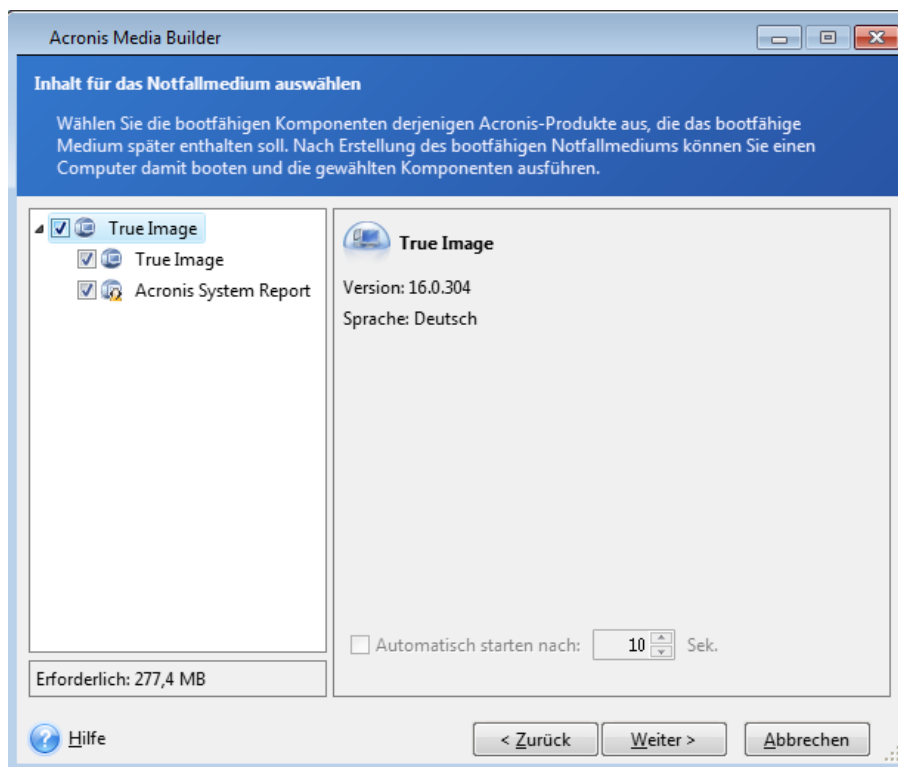 Acronis Media Builder
Inhalt für das Notfallmedium auswählen
Wählen Sie die bootfähigen Komponenten derjenigen Acronis-Produkte aus, die das bootfähige
Medium später enthalten soll. Nach Erstellung des bootfähigen Notfallmediums können Sie einen
Computer damit booten und die gewählten Komponenten ausführen.
True Image
True Image
Acronis System Report
Erforderlich: 277,4 MB
True Image
Version: 16.0.304
Sprache: Deutsch
Automatisch starten nach: 10 Sek.
Hilfe
< Zurück
Weiter >
Abbrechen